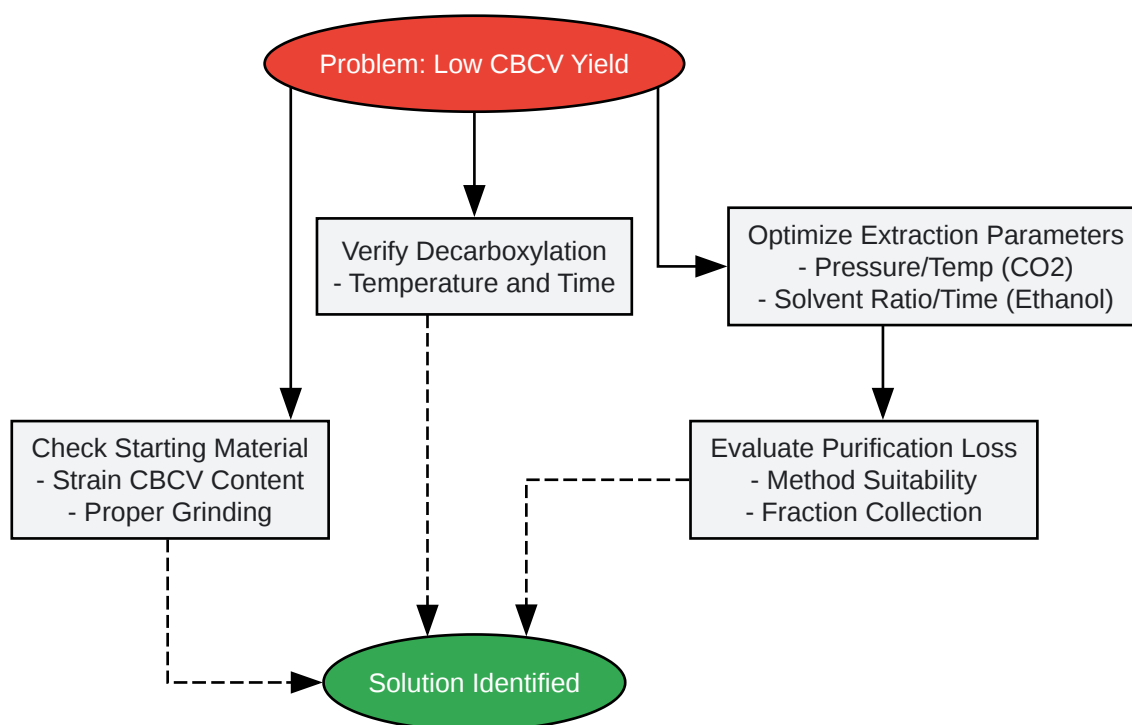 Problem: Low CBCV Yield
Verify Decarboxylation
- Temperature and Time
Optimize Extraction Parameters
- Pressure/Temp (CO2)
- Solvent Ratio/Time (Ethanol)
Check Starting Material
- Strain CBCV Content
- Proper Grinding
Evaluate Purification Loss
- Method Suitability
- Fraction Collection
Solution Identified